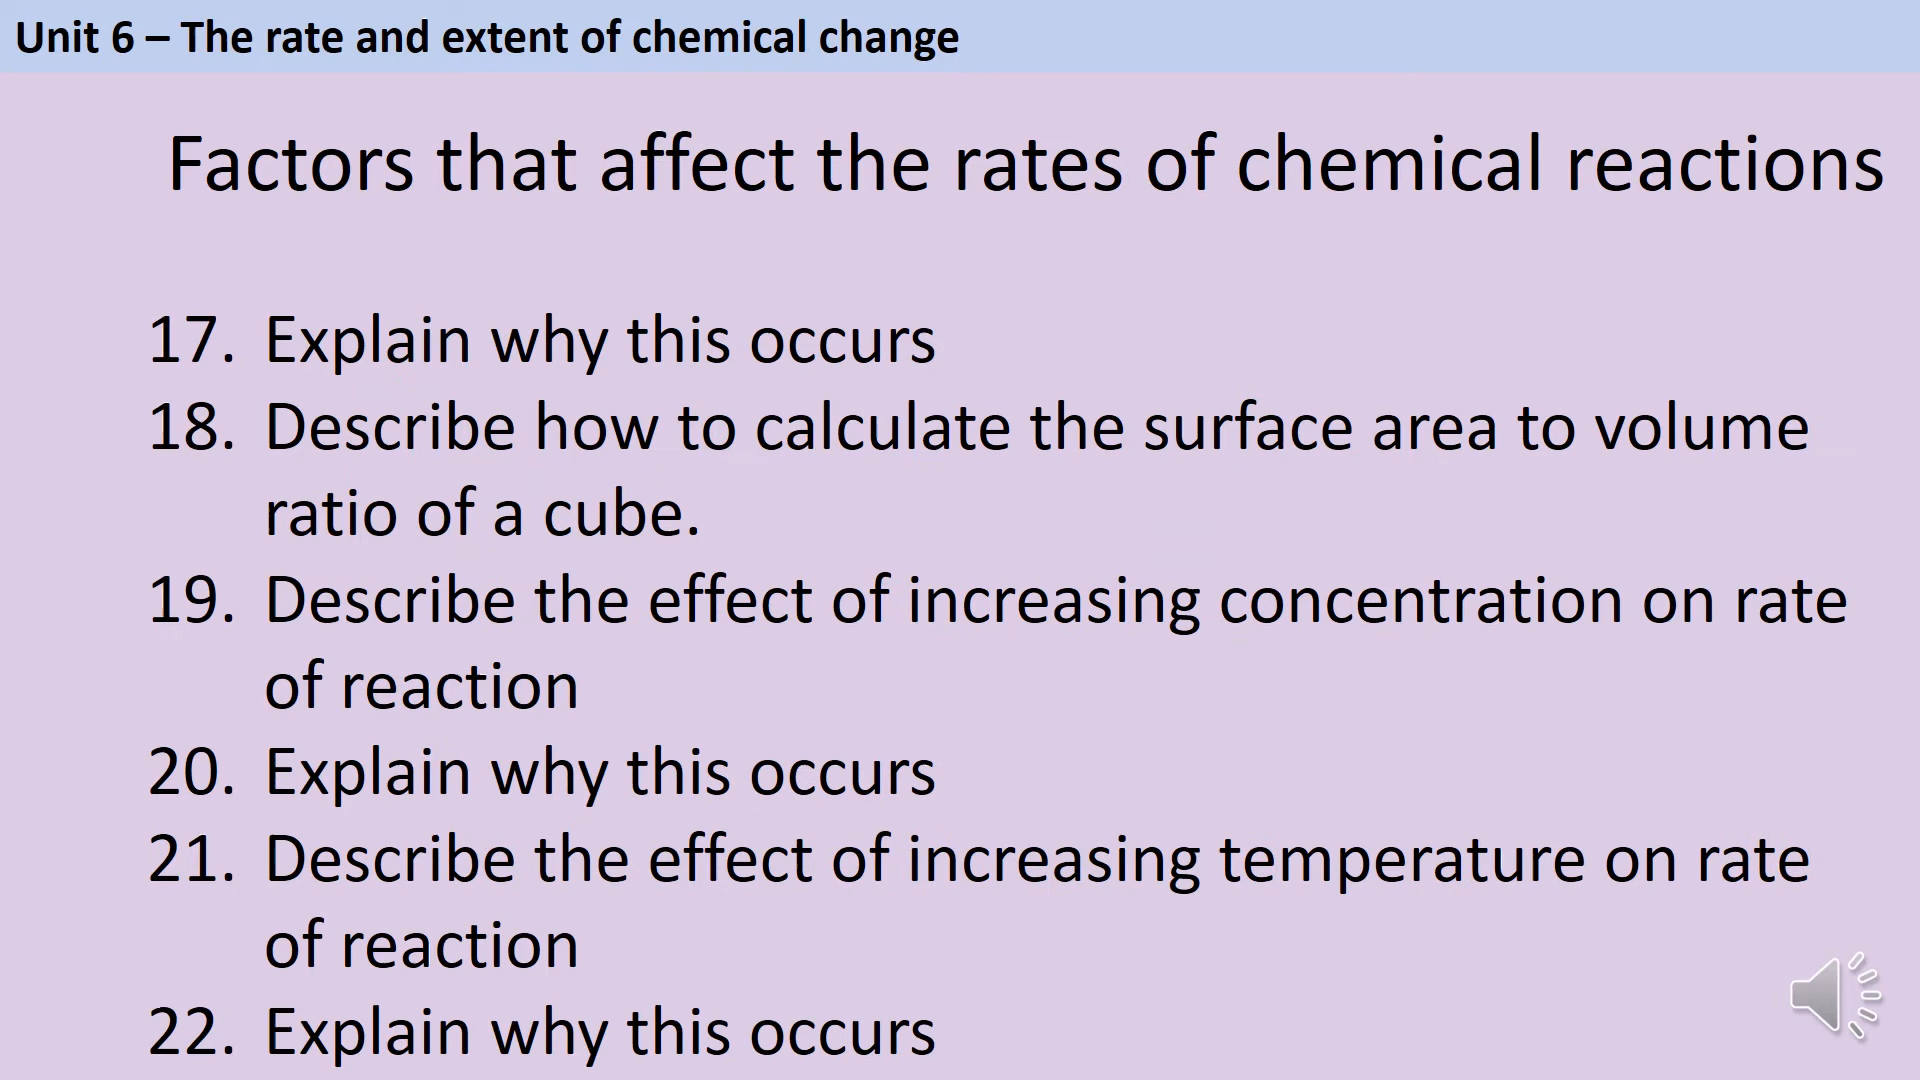 Unit 6 – The rate and extent of chemical change
Factors that affect the rates of chemical reactions
17. Explain why this occurs
18. Describe how to calculate the surface area to volume
ratio of a cube.
19. Describe the effect of increasing concentration on rate
of reaction
20. Explain why this occurs
21. Describe the effect of increasing temperature on rate
of reaction
22. Explain why this occurs